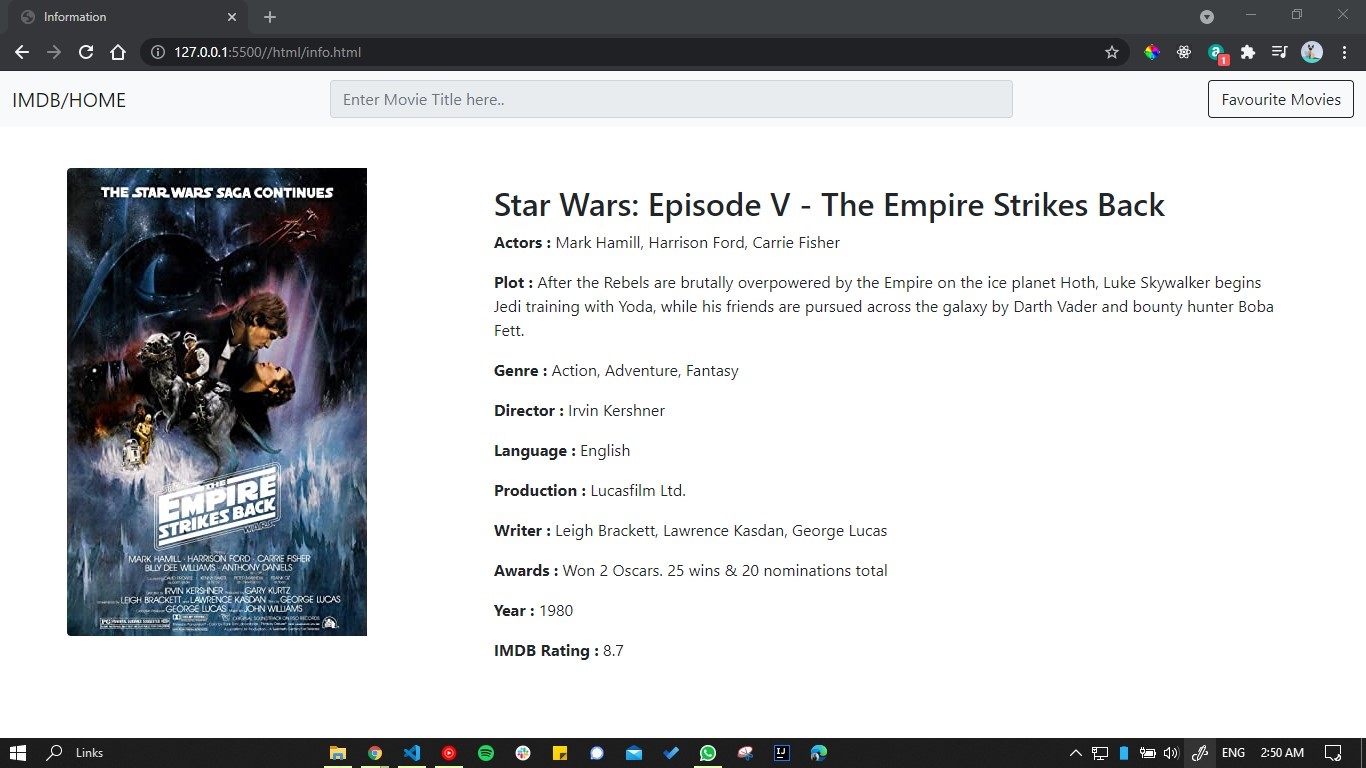 Information
127.0.0.1:5500//html/info.html
1
IMDB/HOME
Enter Movie Title here..
Favourite Movies
THE STAR WARS SAGA CONTINUES
THE
EMPIRE
STRIKES BACK
WARS
MARK HAMILL · HARRISON FORD · CARRIE FISHER
BILLY DEE WILLIAMS · ANTHONY DANIELS
IRVIN KERSHNER GARY KURTZ
LEIGH BRACKETT LAWRENCE KASDAN GEORGE LUCAS
GEORGE LUCAS JOHN WILLIAMS
PG
Star Wars: Episode V - The Empire Strikes Back
Actors : Mark Hamill, Harrison Ford, Carrie Fisher
Plot : After the Rebels are brutally overpowered by the Empire on the ice planet Hoth, Luke Skywalker begins
Jedi training with Yoda, while his friends are pursued across the galaxy by Darth Vader and bounty hunter Boba
Fett.
Genre : Action, Adventure, Fantasy
Director : Irvin Kershner
Language : English
Production : Lucasfilm Ltd.
Writer : Leigh Brackett, Lawrence Kasdan, George Lucas
Awards : Won 2 Oscars. 25 wins & 20 nominations total
Year : 1980
IMDB Rating : 8.7
Links
ENG
2:50 AM